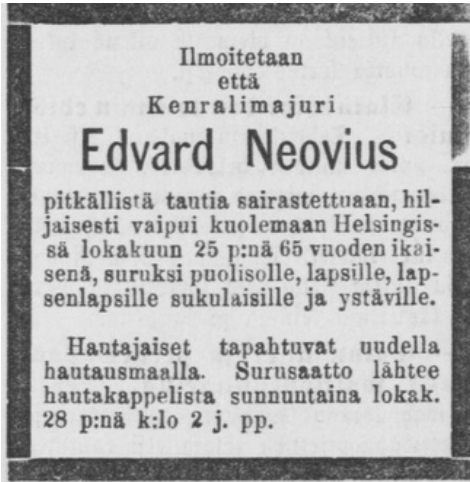 Ilmoitetaan
että
Kenralimajuri
Edvard Neovius
pitkällistä tautia sairastettuaan, hil-
jaisesti vaipui kuolemaan Helsingis-
sä lokakuun 25 p:nä 65 vuoden ikai-
senä, suruksi puolisolle, lapsille, lap-
senlapsille sukulaisille ja ystäville.
Hautajaiset tapahtuvat uudella
hautausmaalla. Surusaatto lähtee
hautakappelista sunnuntaina lokak.
28 p:nä k:lo 2 j. pp.